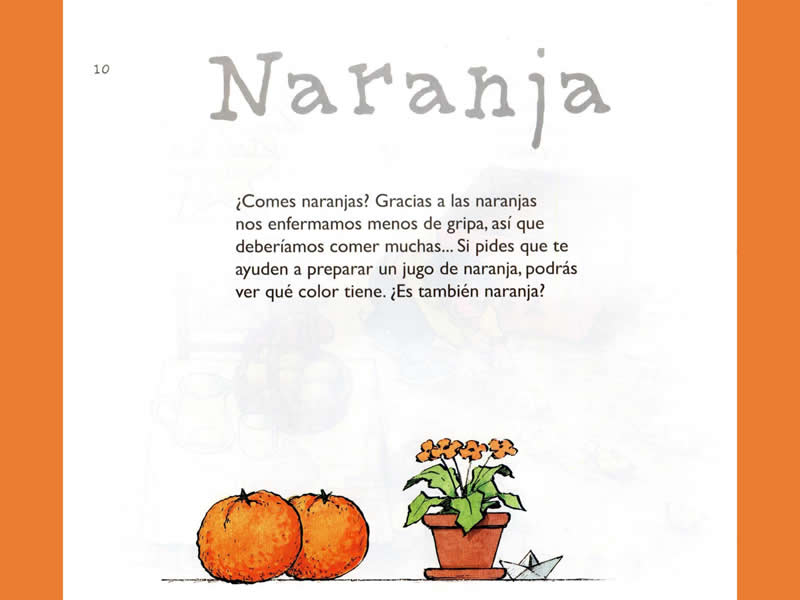 10
Naranja
¿Comes naranjas? Gracias a las naranjas
nos enfermamos menos de gripa, así que
deberíamos comer muchas... Si pides que te
ayuden a preparar un jugo de naranja, podrás
ver qué color tiene. ¿Es también naranja?